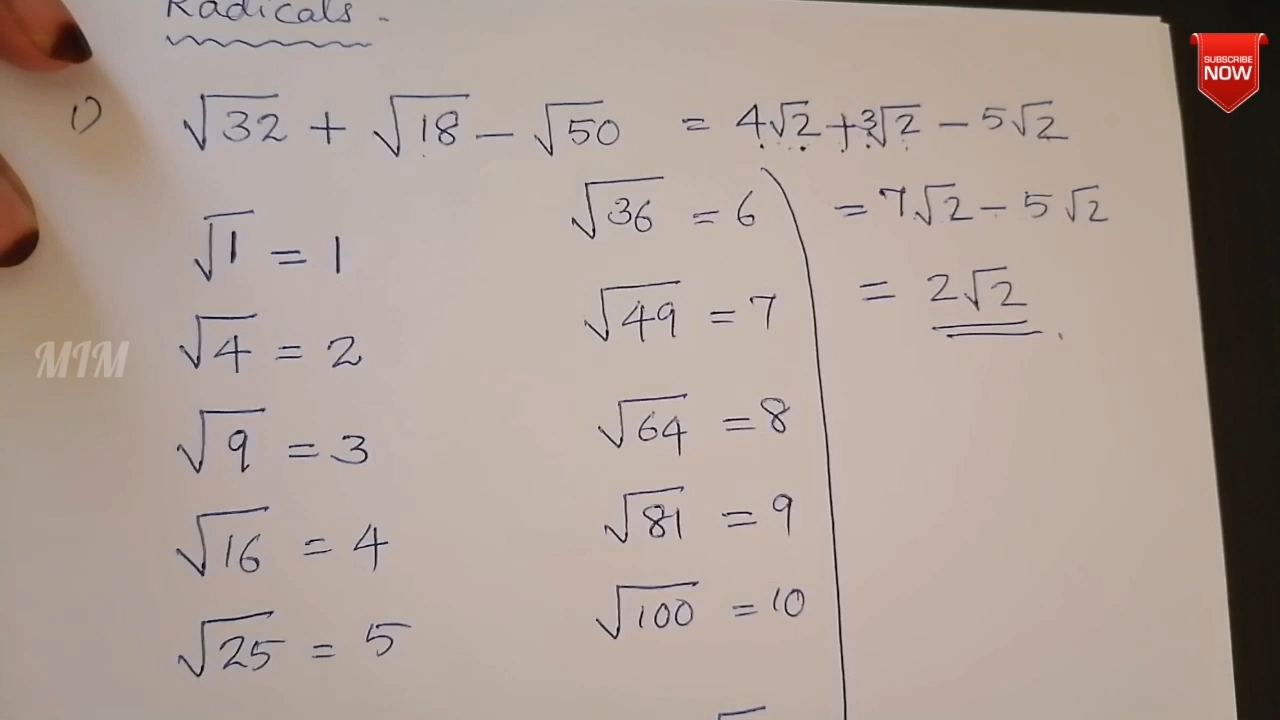 Radicals.
1) √32 + √18 - √50 = 4√2 + 3√2 - 5√2
= 7√2 - 5√2
= 2√2.
√1 = 1
√4 = 2
√9 = 3
√16 = 4
√25 = 5
√36 = 6
√49 = 7
√64 = 8
√81 = 9
√100 = 10
MIM
SUBSCRIBE
NOW